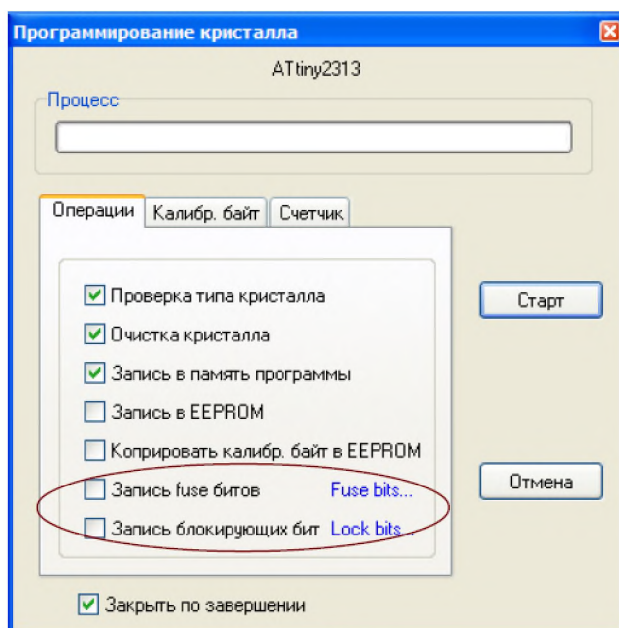 Программирование кристалла
ATtiny2313
Процесс
Операции Калибр. байт Счетчик
Проверка типа кристалла
Старт
Очистка кристалла
Запись в память программы
Запись в EEPROM
Коприровать калибр. байт в EEPROM
Запись fuse битов Fuse bits...
Отмена
Запись блокирующих бит Lock bits...
Закрыть по завершении